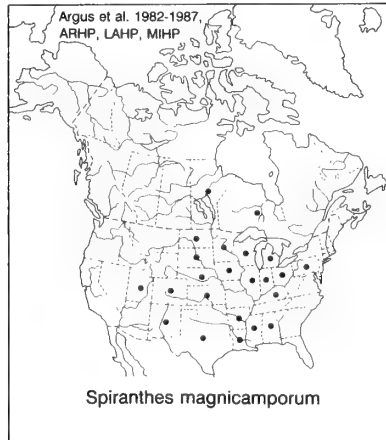 Argus et al. 1982-1987,
ARHP, LAHP, MIHP
Spiranthes magnicamporum